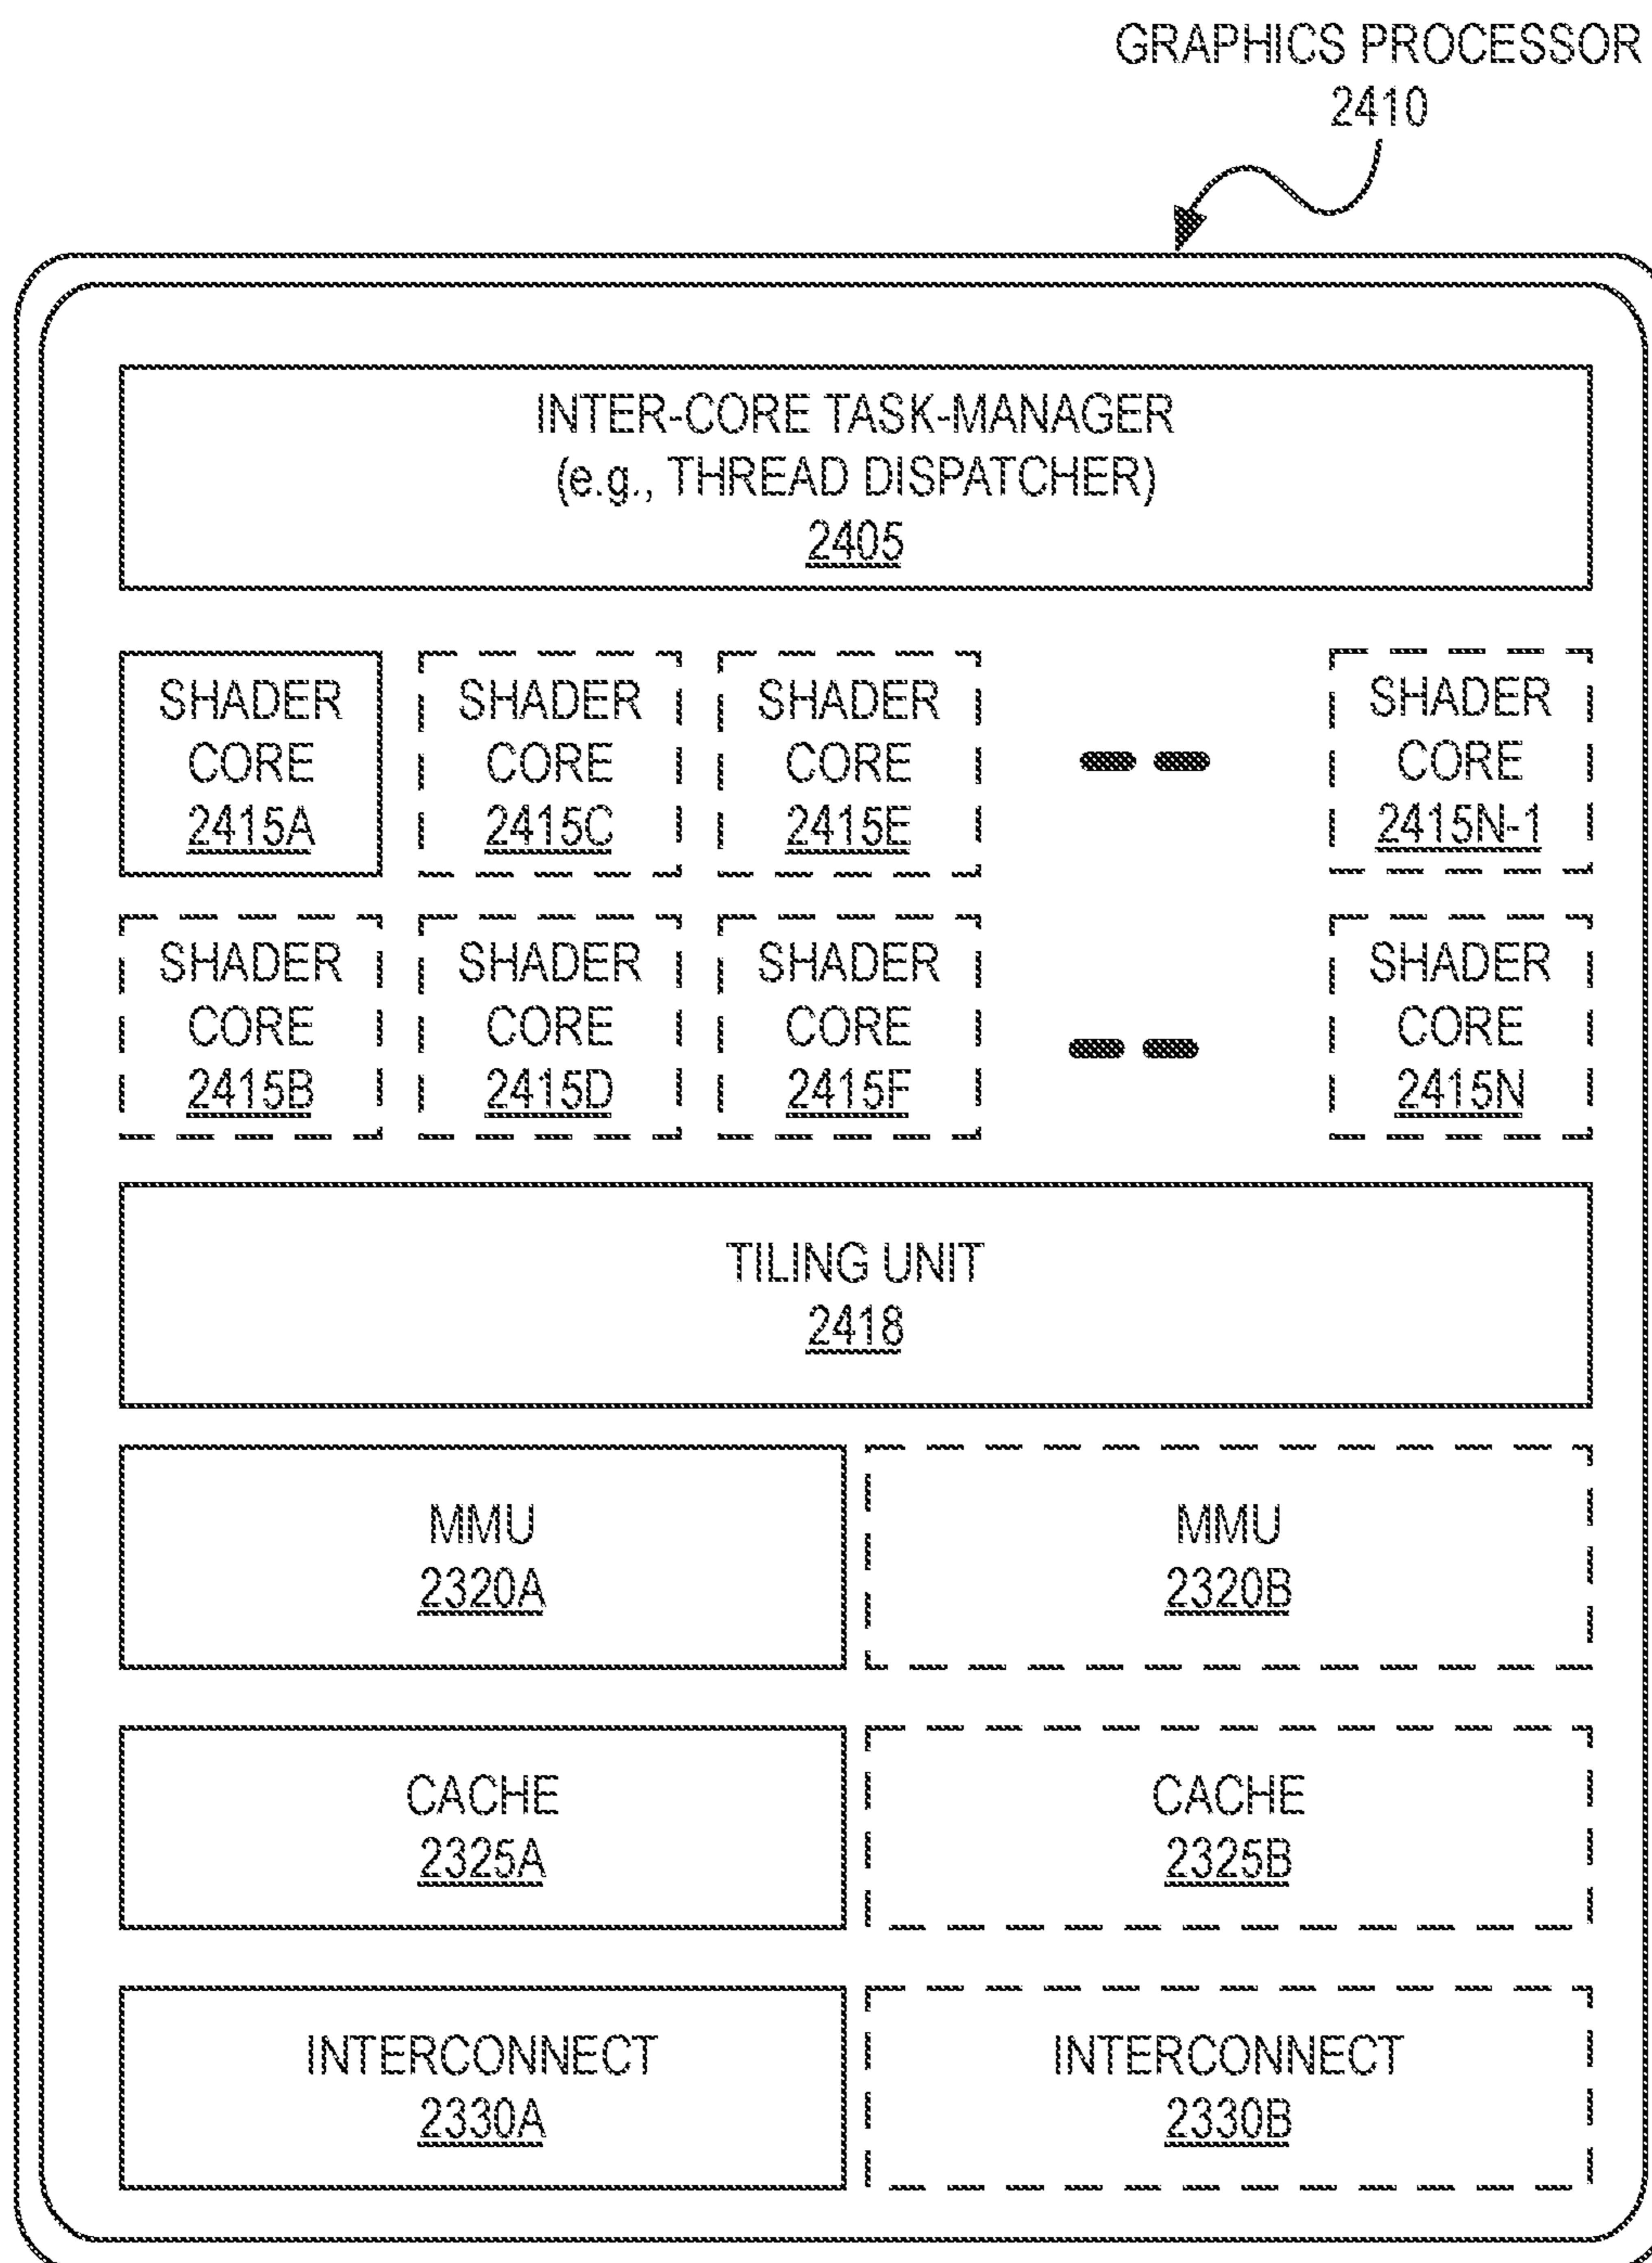 GRAPHICS PROCESSOR
2410
INTER-CORE TASK-MANAGER
(e.g., THREAD DISPATCHER)
2405
SHADER
CORE
2415A
SHADER
CORE
2415C
SHADER
CORE
2415E
SHADER
CORE
2415N-1
SHADER
CORE
2415B
SHADER
CORE
2415D
SHADER
CORE
2415F
SHADER
CORE
2415N
TILING UNIT
2418
MMU
2320A
MMU
2320B
CACHE
2325A
CACHE
2325B
INTERCONNECT
2330A
INTERCONNECT
2330B